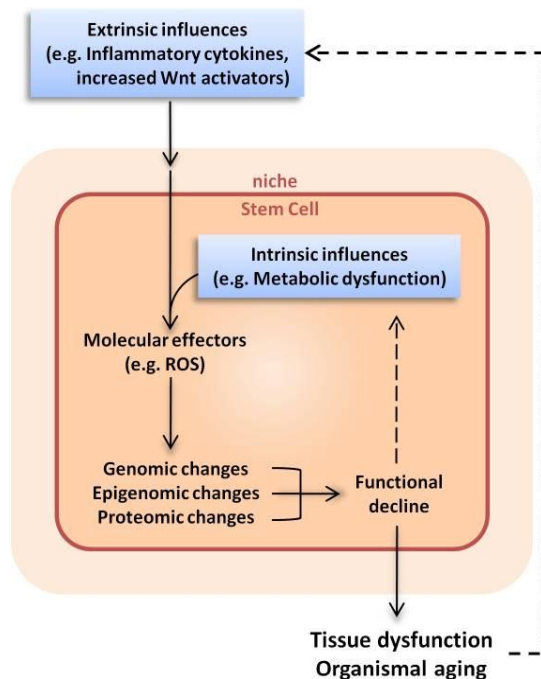 Extrinsic influences
(e.g. Inflammatory cytokines,
increased Wnt activators)
niche
Stem Cell
Intrinsic influences
(e.g. Metabolic dysfunction)
Molecular effectors
(e.g. ROS)
Genomic changes
Epigenomic changes
Proteomic changes
Functional
decline
Tissue dysfunction
Organismal aging